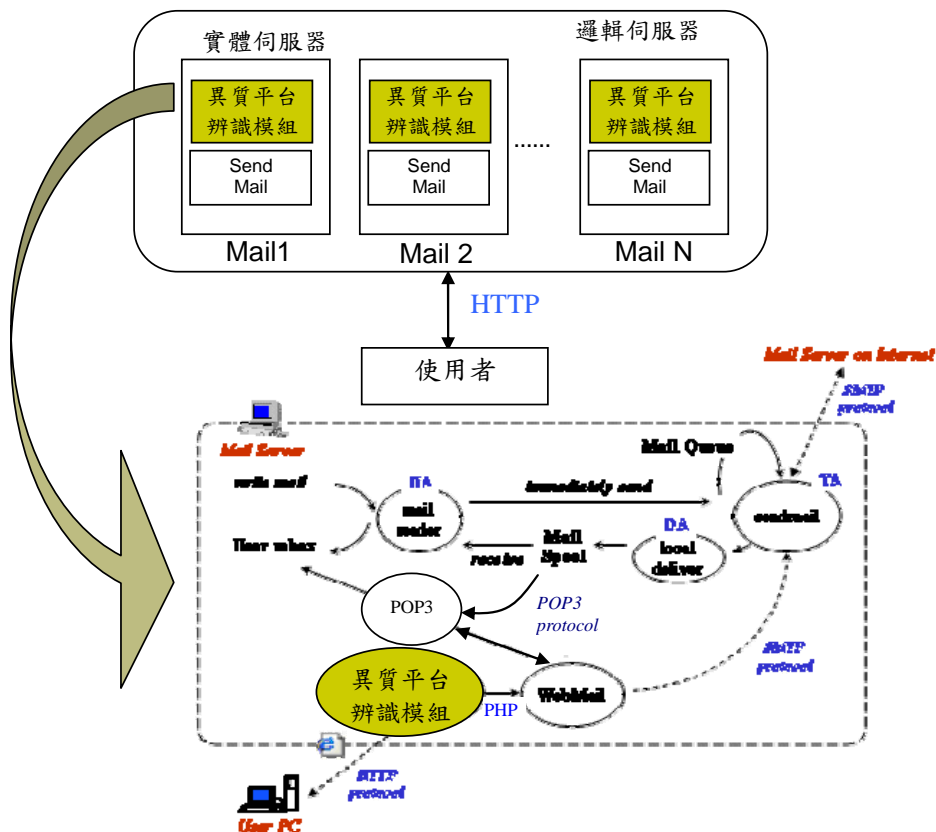 實體伺服器
邏輯伺服器
異質平台
辨識模組
Send
Mail
Mail1
異質平台
辨識模組
Send
Mail
Mail 2
......
異質平台
辨識模組
Send
Mail
Mail N
HTTP
使用者
Mail Server on Internet
SMTP
protocol
Mail Server
Mail Queue
write mail
UA
mail
reader
immediately send
TA
sendmail
DA
local
deliver
Mail
Spool
receive
User mbox
POP3
POP3
protocol
SMTP
protocol
異質平台
辨識模組
PHP
WebMail
HTTP
protocol
User PC